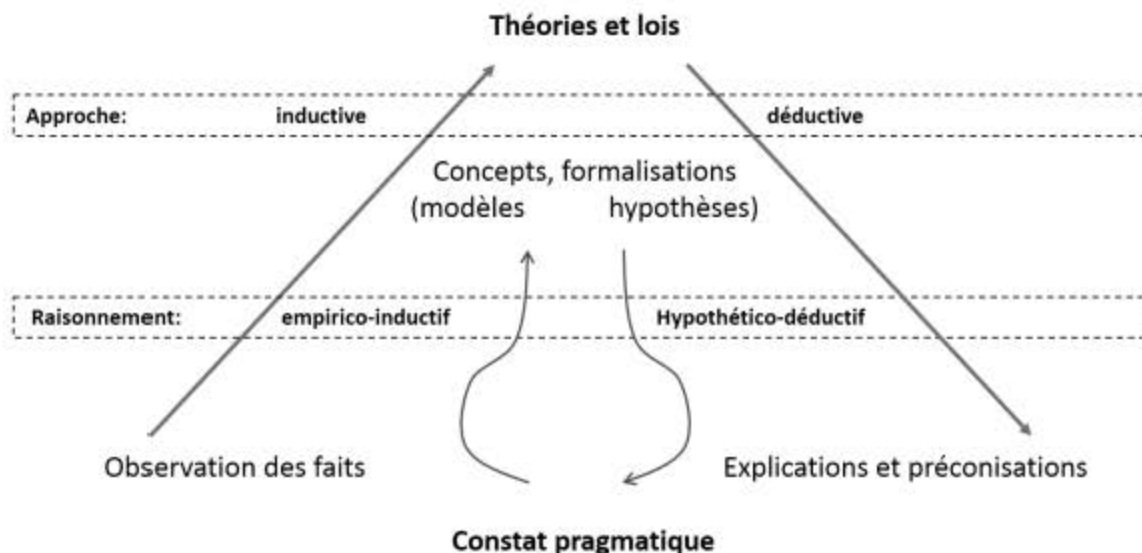 Théories et lois
Approche: inductive déductive
Concepts, formalisations
(modèles hypothèses)
Raisonnement: empirico-inductif Hypothético-déductif
Observation des faits Explications et préconisations
Constat pragmatique